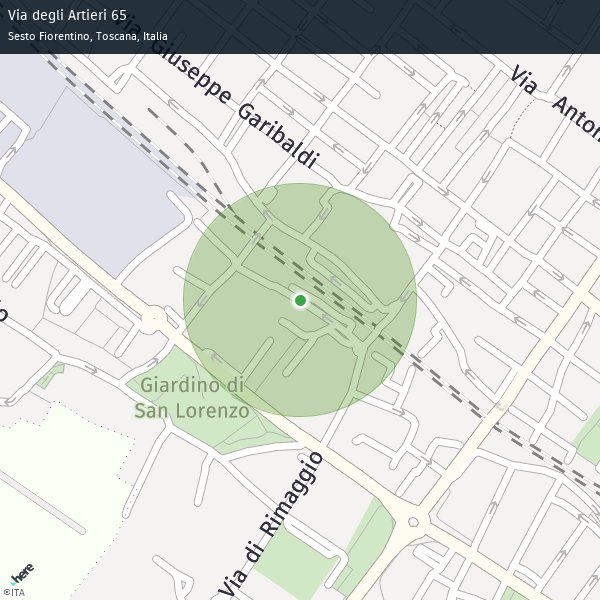 Via degli Artieri 65
Sesto Fiorentino, Toscana, Italia
Via Giuseppe Garibaldi
Via Anton
o
Giardino di
San Lorenzo
Via di Rimaggio
here
©ITA